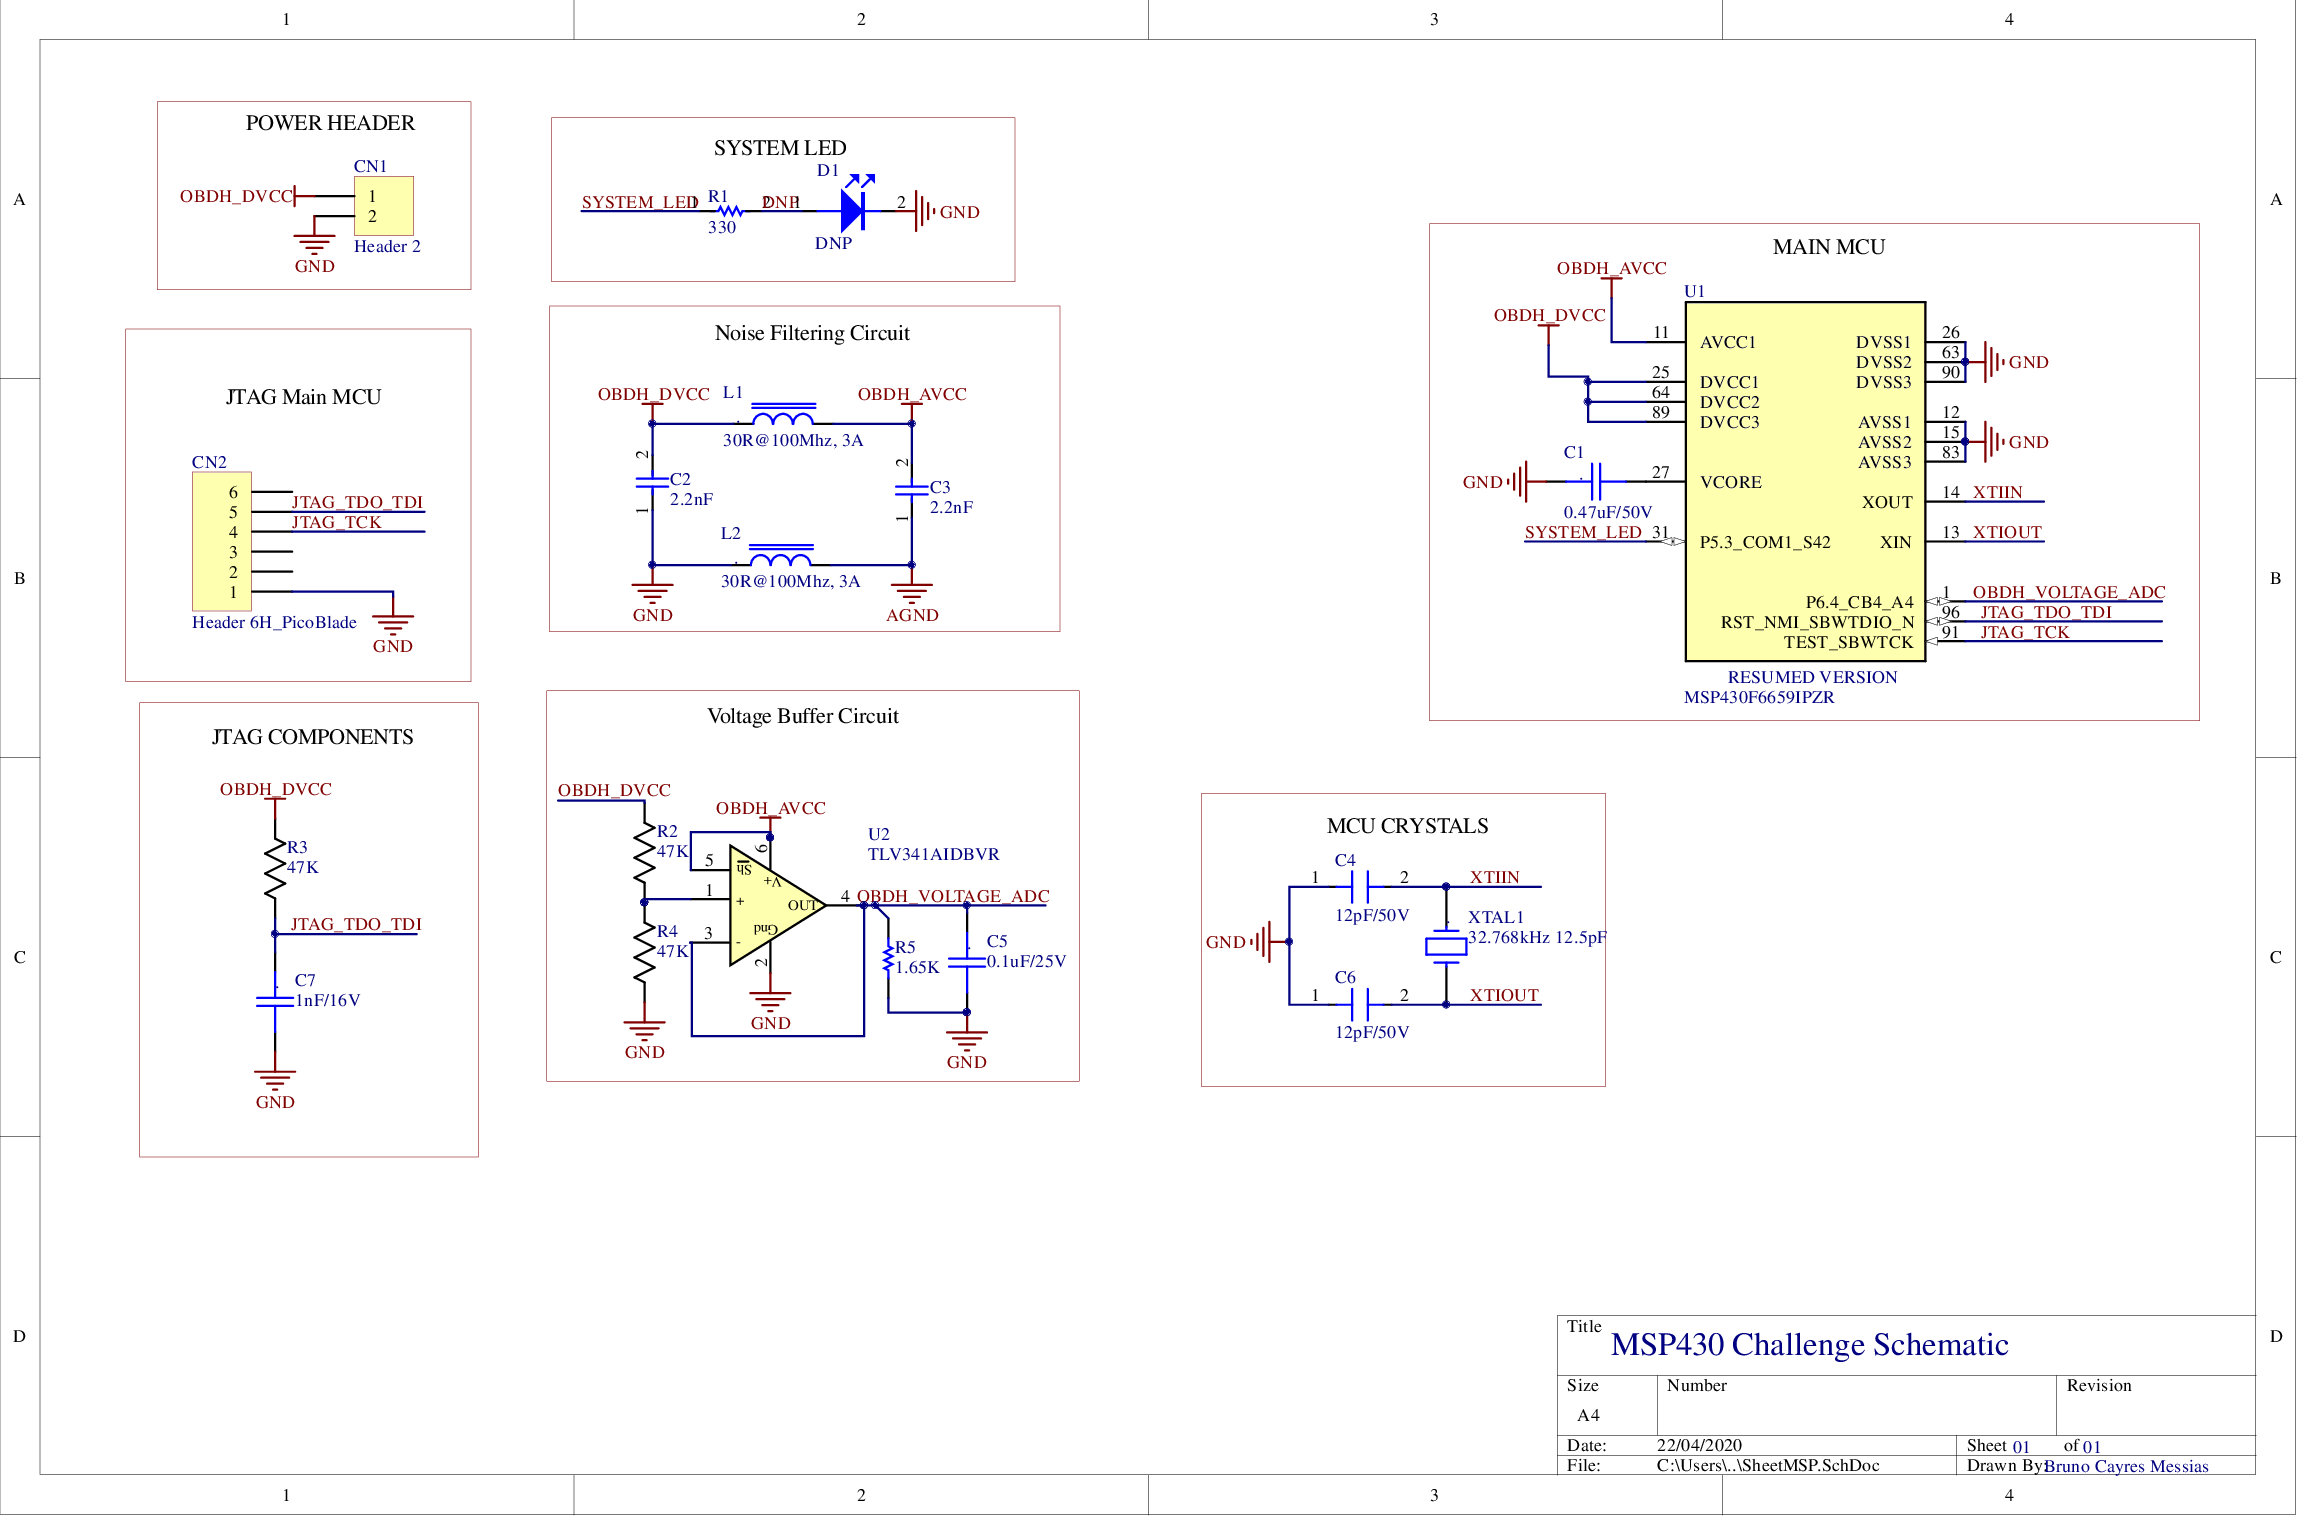 1 2 3 4
A
B
C
D
POWER HEADER
CN1
OBDH_DVCC
1
2
Header 2
GND
SYSTEM LED
D1
SYSTEM_LED 1 R1 2 DNP 1 2 GND
330
DNP
JTAG Main MCU
CN2
6
5 JTAG_TDO_TDI
4 JTAG_TCK
3
2
1
Header 6H_PicoBlade
GND
Noise Filtering Circuit
OBDH_DVCC L1 OBDH_AVCC
30R@100Mhz, 3A
2 2
C2
2.2nF
C3
2.2nF
1 1
L2
30R@100Mhz, 3A
GND AGND
MAIN MCU
OBDH_AVCC
U1
OBDH_DVCC
11 AVCC1
25 DVCC1
64 DVCC2
89 DVCC3
C1
GND 27 VCORE
0.47uF/50V
SYSTEM_LED 31 P5.3_COM1_S42
DVSS1 26
DVSS2 63 GND
DVSS3 90
AVSS1 12
AVSS2 15 GND
AVSS3 83
XOUT 14 XTIIN
XIN 13 XTIOUT
P6.4_CB4_A4 1 OBDH_VOLTAGE_ADC
RST_NMI_SBWTDIO_N 96 JTAG_TDO_TDI
TEST_SBWTCK 91 JTAG_TCK
RESUMED VERSION
MSP430F6659IPZR
JTAG COMPONENTS
OBDH_DVCC
R3
47K
JTAG_TDO_TDI
C7
1nF/16V
GND
Voltage Buffer Circuit
OBDH_DVCC
OBDH_AVCC
R2
47K
U2
TLV341AIDBVR
6
5 Sh
V+
1 +
OUT 4 OBDH_VOLTAGE_ADC
R4
47K
3 -
Gnd
2
R5
1.65K
C5
0.1uF/25V
GND
GND
GND
MCU CRYSTALS
C4
1 2 XTIIN
12pF/50V
XTAL1
32.768kHz 12.5pF
GND
C6
1 2 XTIOUT
12pF/50V
A
B
C
D
Title MSP430 Challenge Schematic
Size Number Revision
A4
Date: 22/04/2020 Sheet 01 of 01
File: C:\Users\..\SheetMSP.SchDoc Drawn By: Bruno Cayres Messias
1 2 3 4